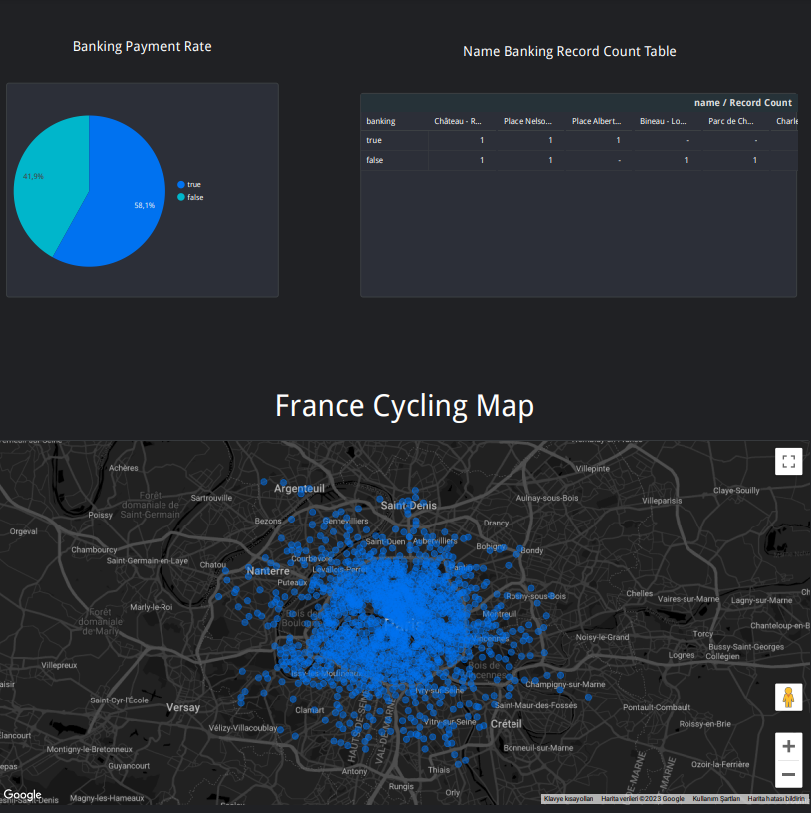 Banking Payment Rate
Name Banking Record Count Table
41,9%
58,1%
true
false
name / Record Count
banking
Château - R...
Place Nelso...
Place Albert...
Bineau - Lo...
Parc de Ch...
Charle
true
1
1
1
-
-
false
1
1
-
1
1
France Cycling Map
Achères
Villepinte
Argenteuil
Claye-Souilly
Forêt
domaniale de
Saint-Germain
Sartrouville
Saint-Denis
Aulnay-sous-Bois
Villeparisis
Poissy
Bezons
Gennevilliers
Drancy
Orgeval
Saint-Ouen
Aubervilliers
Bobigny
Bondy
Chambourcy
Saint-Germain-en-Laye
Chatou
Courbevoie
Nanterre
Levallois-Perre
Puteaux
Rosny-sous-Bois
Chelles
Vaires-sur-Marne
Lagny-sur-Marne
Forêt
domaniale
de Marly
Marly-le-Roi
Bois de
Boulogne
Montreuil
Chanteloup-en-B
Vincennes
Noisy-le-Grand
Torcy
Bussy-Saint-Georges
Villepreux
Logres
Collégien
Bois de
Vincennes
Issy-les-Moulineaux
Champigny-sur-Marne
Ivry-sur-Seine
Saint-Cyr-l'École
Versay
Clamart
Saint-Maur-des-Fossés
Pontault-Combault
HAUTS-DE-SEINE
VAL-DE-MARNE
Vitry-sur-Seine
Créteil
Roissy-en-Brie
Vélizy-Villacoublay
Élancourt
Montigny-le-Bretonneux
Bonneuil-sur-Marne
Guyancourt
Antony
Thiais
Ozoir-la-Ferrière
Rungis
Orly
Magny-les-Hameaux
Google
Klavye kısayolları
Harita verileri ©2023 Google
Kullanım Şartları
Harita hatası bildirin